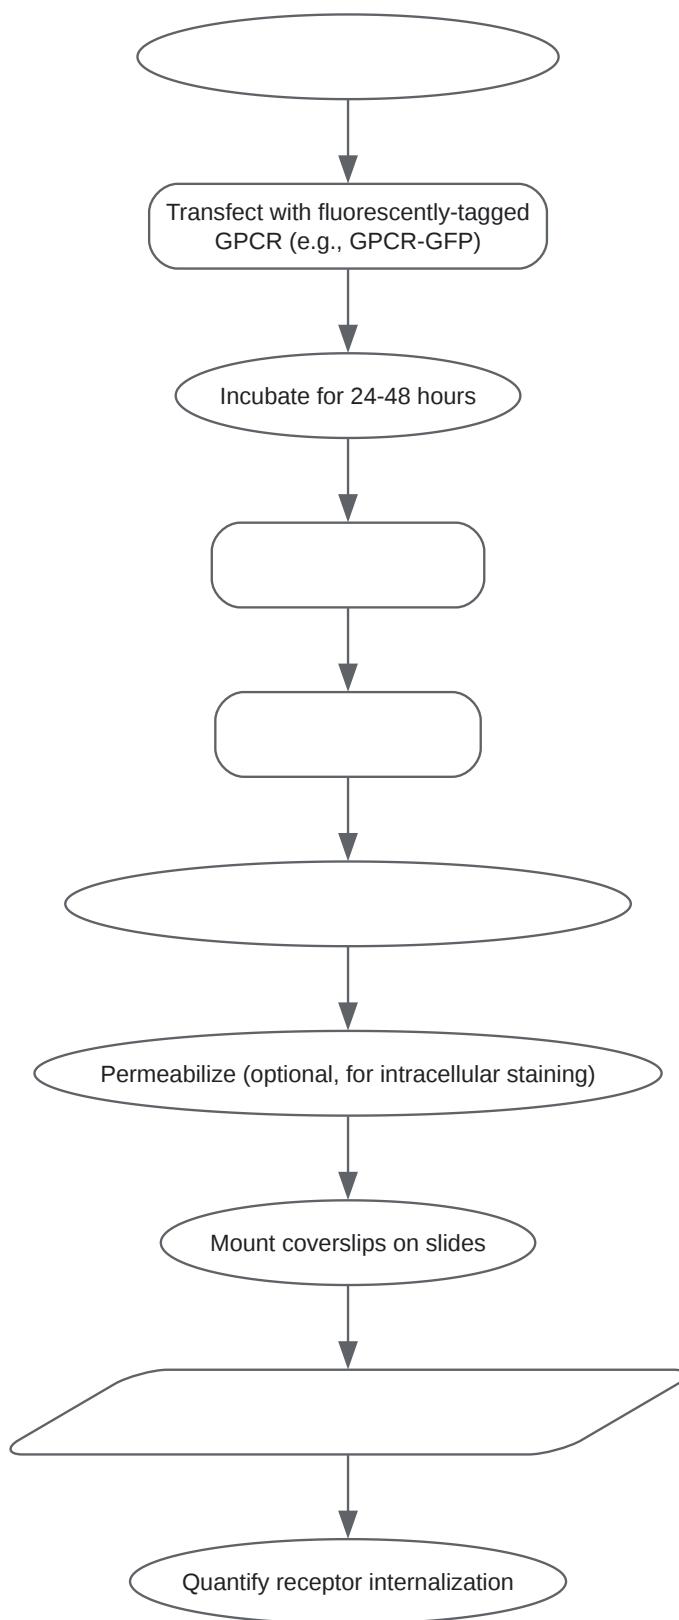 Transfect with fluorescently-tagged
GPCR (e.g., GPCR-GFP)
Incubate for 24-48 hours
Permeabilize (optional, for intracellular staining)
Mount coverslips on slides
Quantify receptor internalization